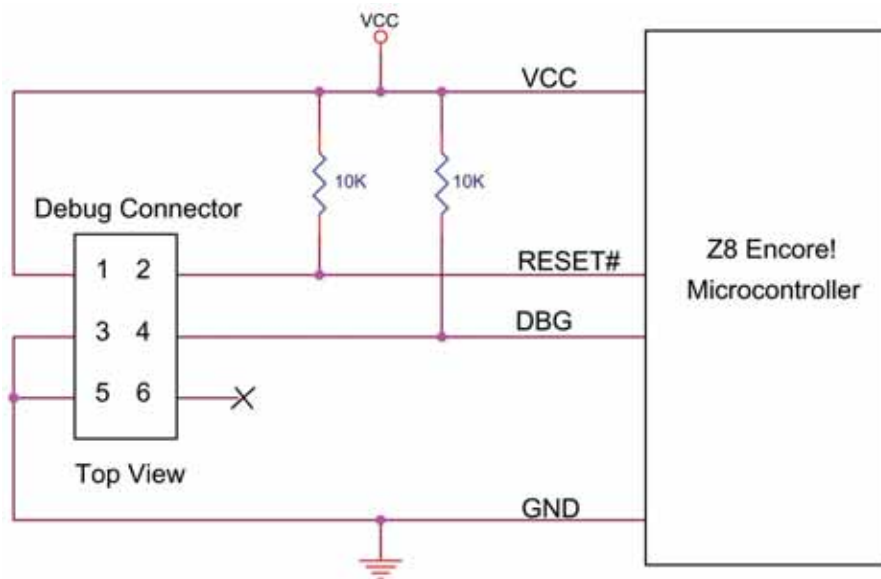 VCC
VCC
10K
10K
Debug Connector
1 2
RESET#
3 4
DBG
5 6
Z8 Encore!
Microcontroller
Top View
GND